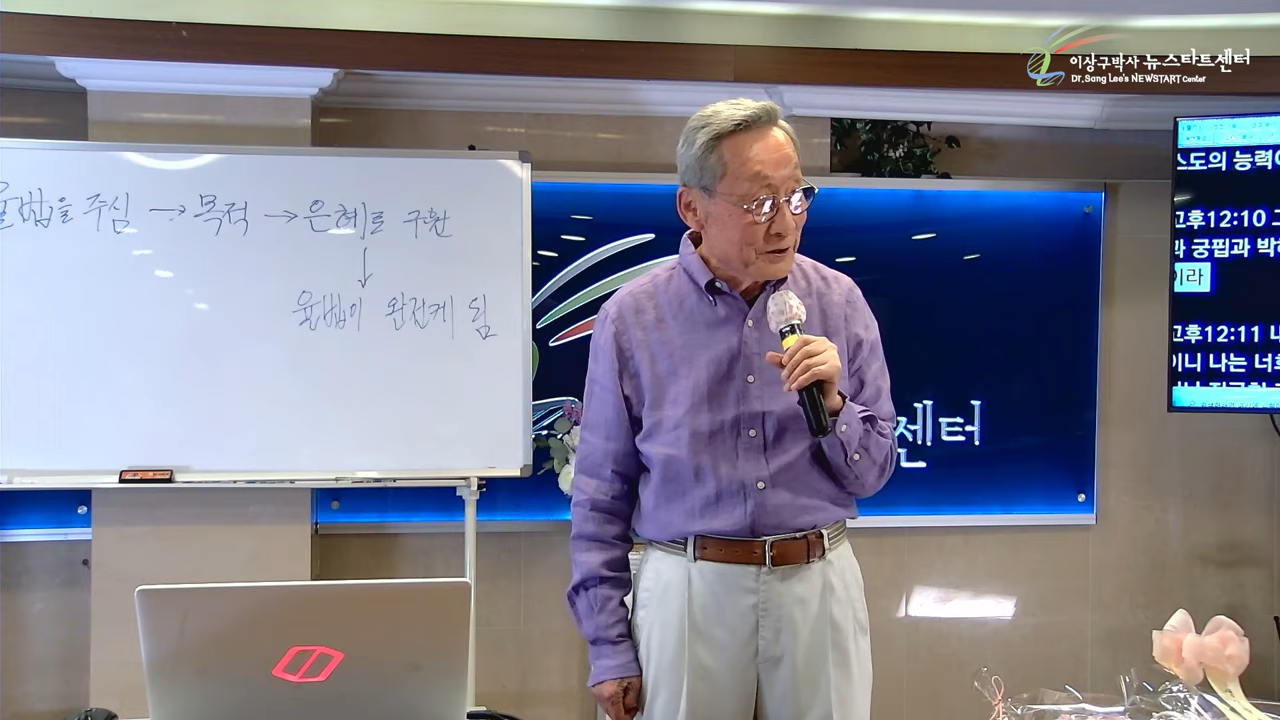 이상구박사 뉴스타트센터
Dr. Sang Lee's NEWSTART Center
율법을 주심 → 목적 → 은혜로 구원
↓
율법이 완전케 됨
스도의 능력이
고후12:10 그
과 궁핍과 박
이라
고후12:11 내
이니 나는 너희
센터